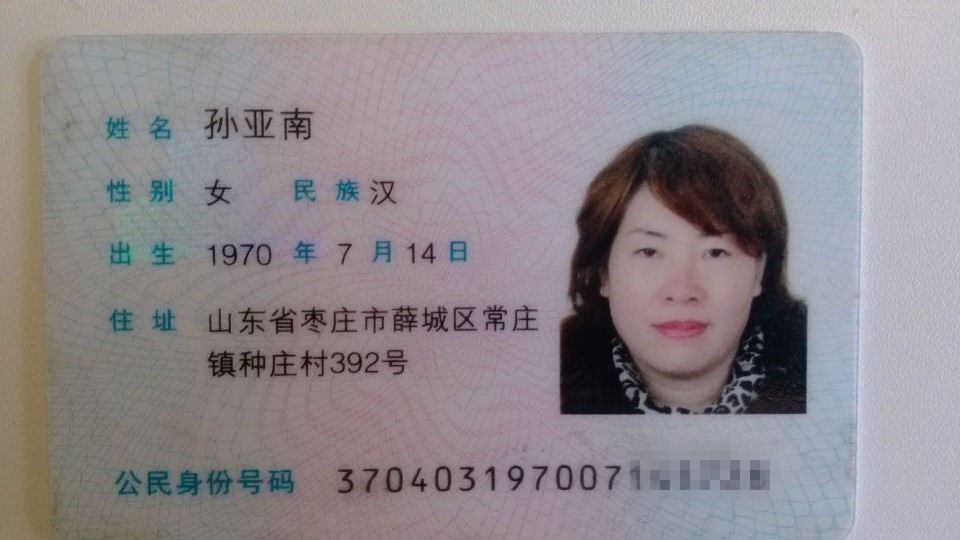 姓名 孙亚南
性别 女 民族 汉
出生 1970 年 7 月 14 日
住址 山东省枣庄市薛城区常庄
镇种庄村392号
公民身份号码 3704031970071